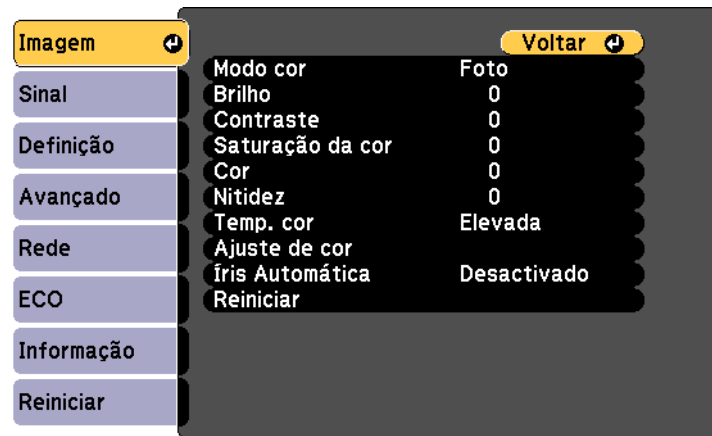 Imagem
Sinal
Definição
Avançado
Rede
ECO
Informação
Reiniciar
Voltar
Modo cor Foto
Brilho 0
Contraste 0
Saturação da cor 0
Cor 0
Nitidez 0
Temp. cor Elevada
Ajuste de cor
Íris Automática Desactivado
Reiniciar